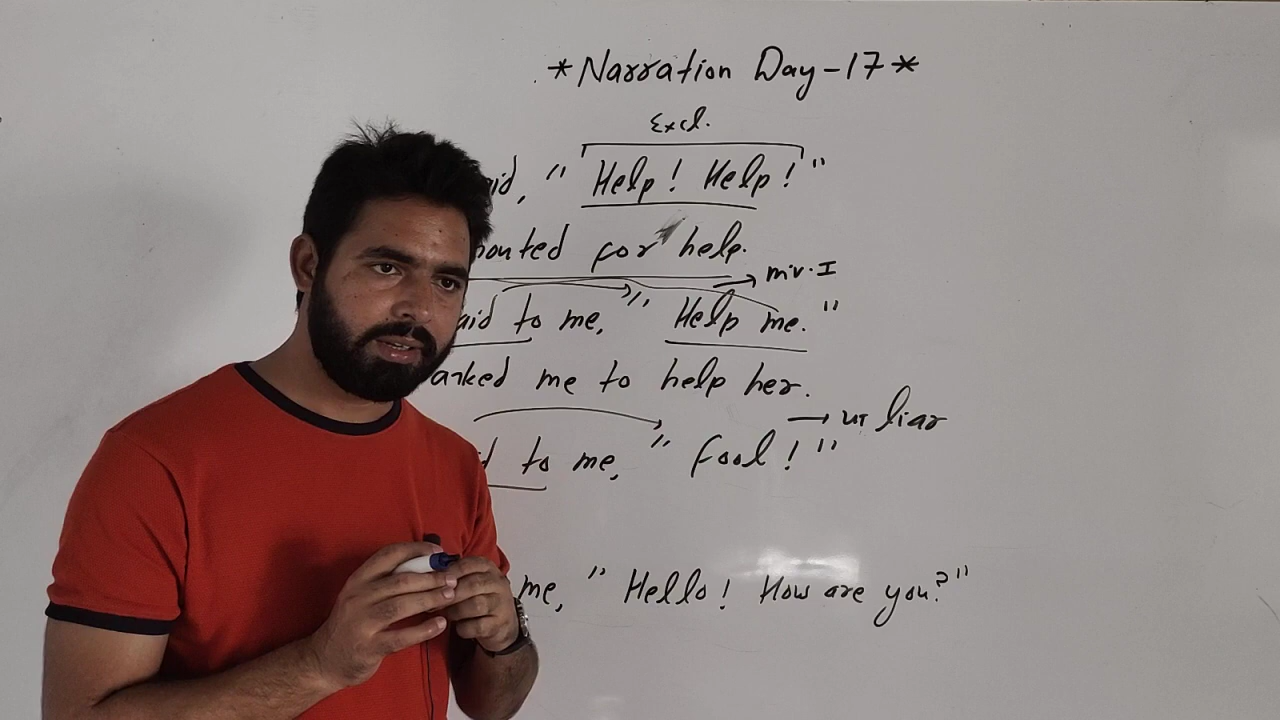 *Narration Day-17*
Excl.
aid, "Help! Help!"
houted for help.
→ m.v.I
aid to me, "Help me."
asked me to help her.
→ liar
to me, "Fool!"
me, "Hello! How are you?"